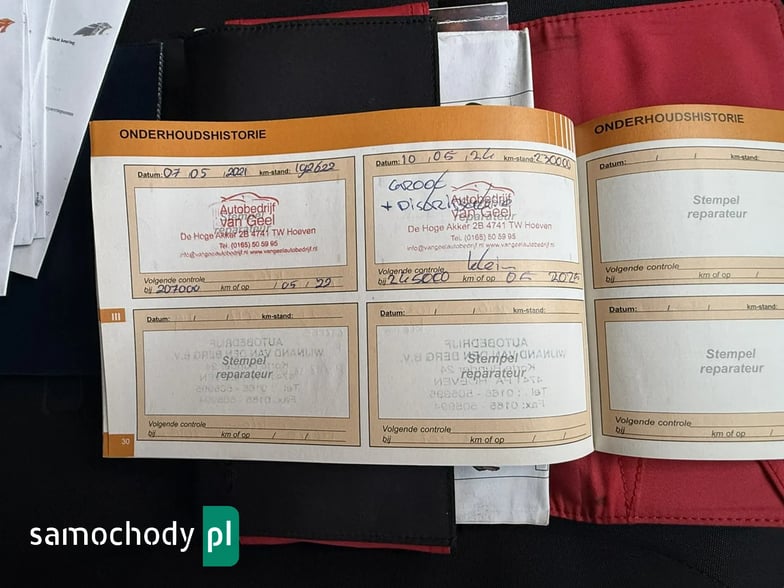 ONDERHOUDSHISTORIE
Datum: 07 / 05 / 2021 km-stand: 192622
Stempel
reparateur
Autobedrijf
van Geel
De Hoge Akker 2B 4741 TW Hoeven
Tel. (0165) 50 59 95
info@vangeelautobedrijf.nl www.vangeelautobedrijf.nl
Volgende controle
bij 207000 km of op / 05 / 22
Datum: 10 / 05 / 24 km-stand: 230000
Groot
+ Distributie
reparateur
Autobedrijf
van Geel
De Hoge Akker 2B 4741 TW Hoeven
Tel. (0165) 50 59 95
info@vangeelautobedrijf.nl www.vangeelautobedrijf.nl
klein
Volgende controle
bij 245000 km of op 05 2025
III
Datum: / / km-stand:
Stempel
reparateur
Volgende controle
bij km of op / /
Datum: / / km-stand:
Stempel
reparateur
Volgende controle
bij km of op / /
30
ONDERHOUDSHISTORIE
Datum: / / km-stand:
Stempel
reparateur
Volgende controle
bij km of op / /
Datum: / / km-stand:
Stempel
reparateur
Volgende controle
bij km of op / /
samochody pl